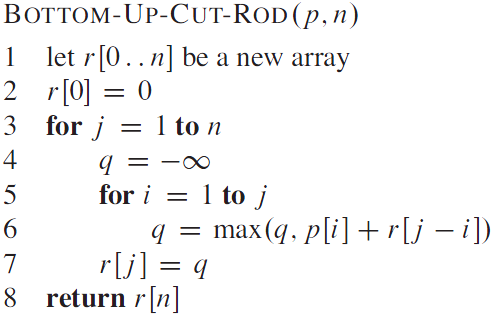 BOTTOM-UP-CUT-ROD(p, n)
1 let r[0..n] be a new array
2 r[0] = 0
3 for j = 1 to n
4 q = −∞
5 for i = 1 to j
6 q = max(q, p[i] + r[j − i])
7 r[j] = q
8 return r[n]